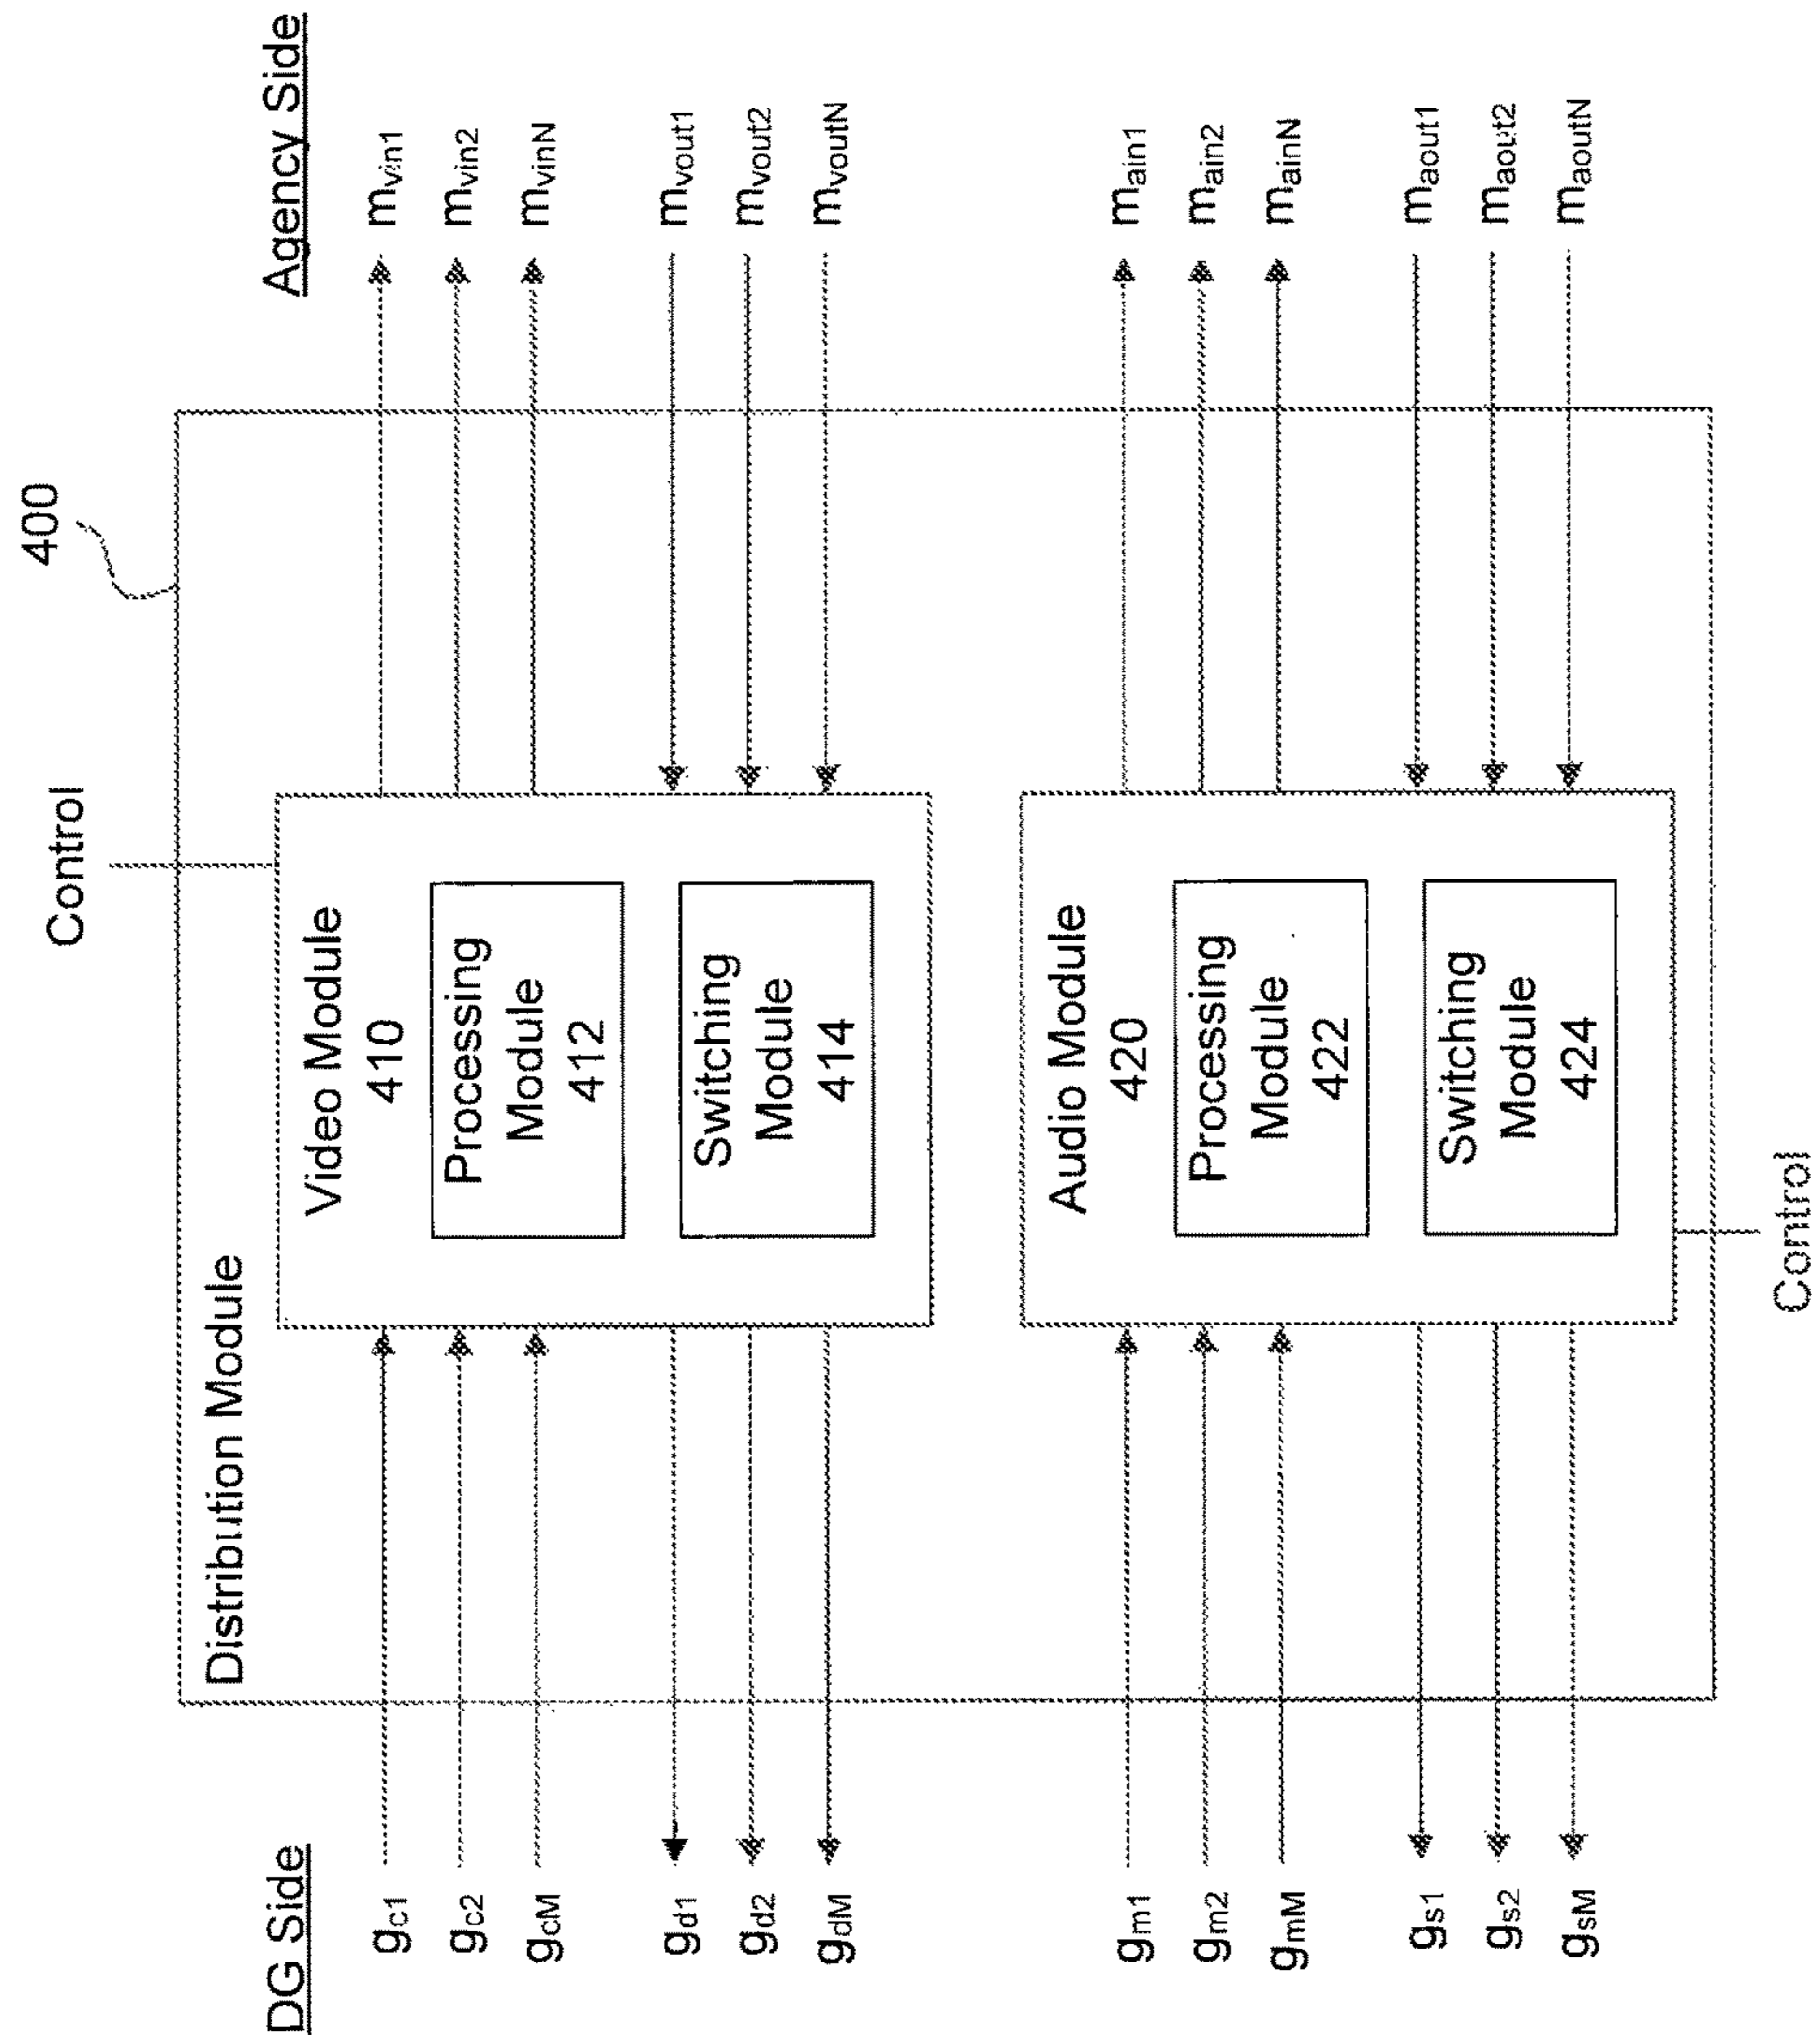 400
Control
DG Side
Agency Side
Distribution Module
Video Module
410
Processing
Module
412
Switching
Module
414
g_c1
g_c2
g_cM
g_d1
g_d2
g_dM
m_vin1
m_vin2
m_vinN
m_vout1
m_vout2
m_voutN
Audio Module
420
Processing
Module
422
Switching
Module
424
g_m1
g_m2
g_mM
g_s1
g_s2
g_sM
m_ain1
m_ain2
m_ainN
m_aout1
m_aout2
m_aoutN
Control